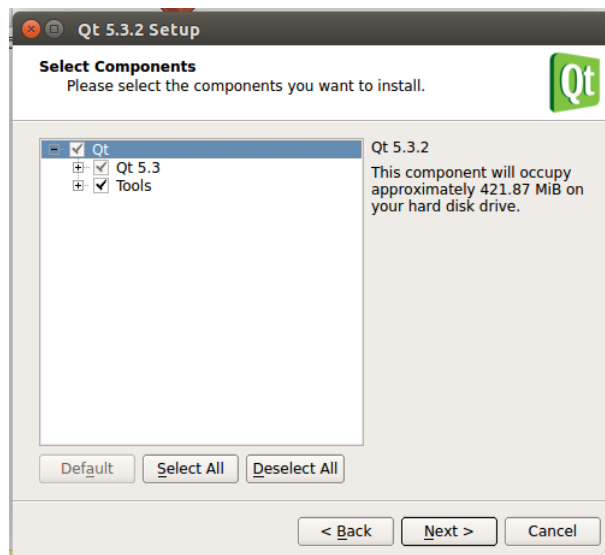 Qt 5.3.2 Setup
Select Components
Please select the components you want to install.
Qt
Qt
Qt 5.3
Tools
Qt 5.3.2
This component will occupy
approximately 421.87 MiB on
your hard disk drive.
Default
Select All
Deselect All
< Back
Next >
Cancel